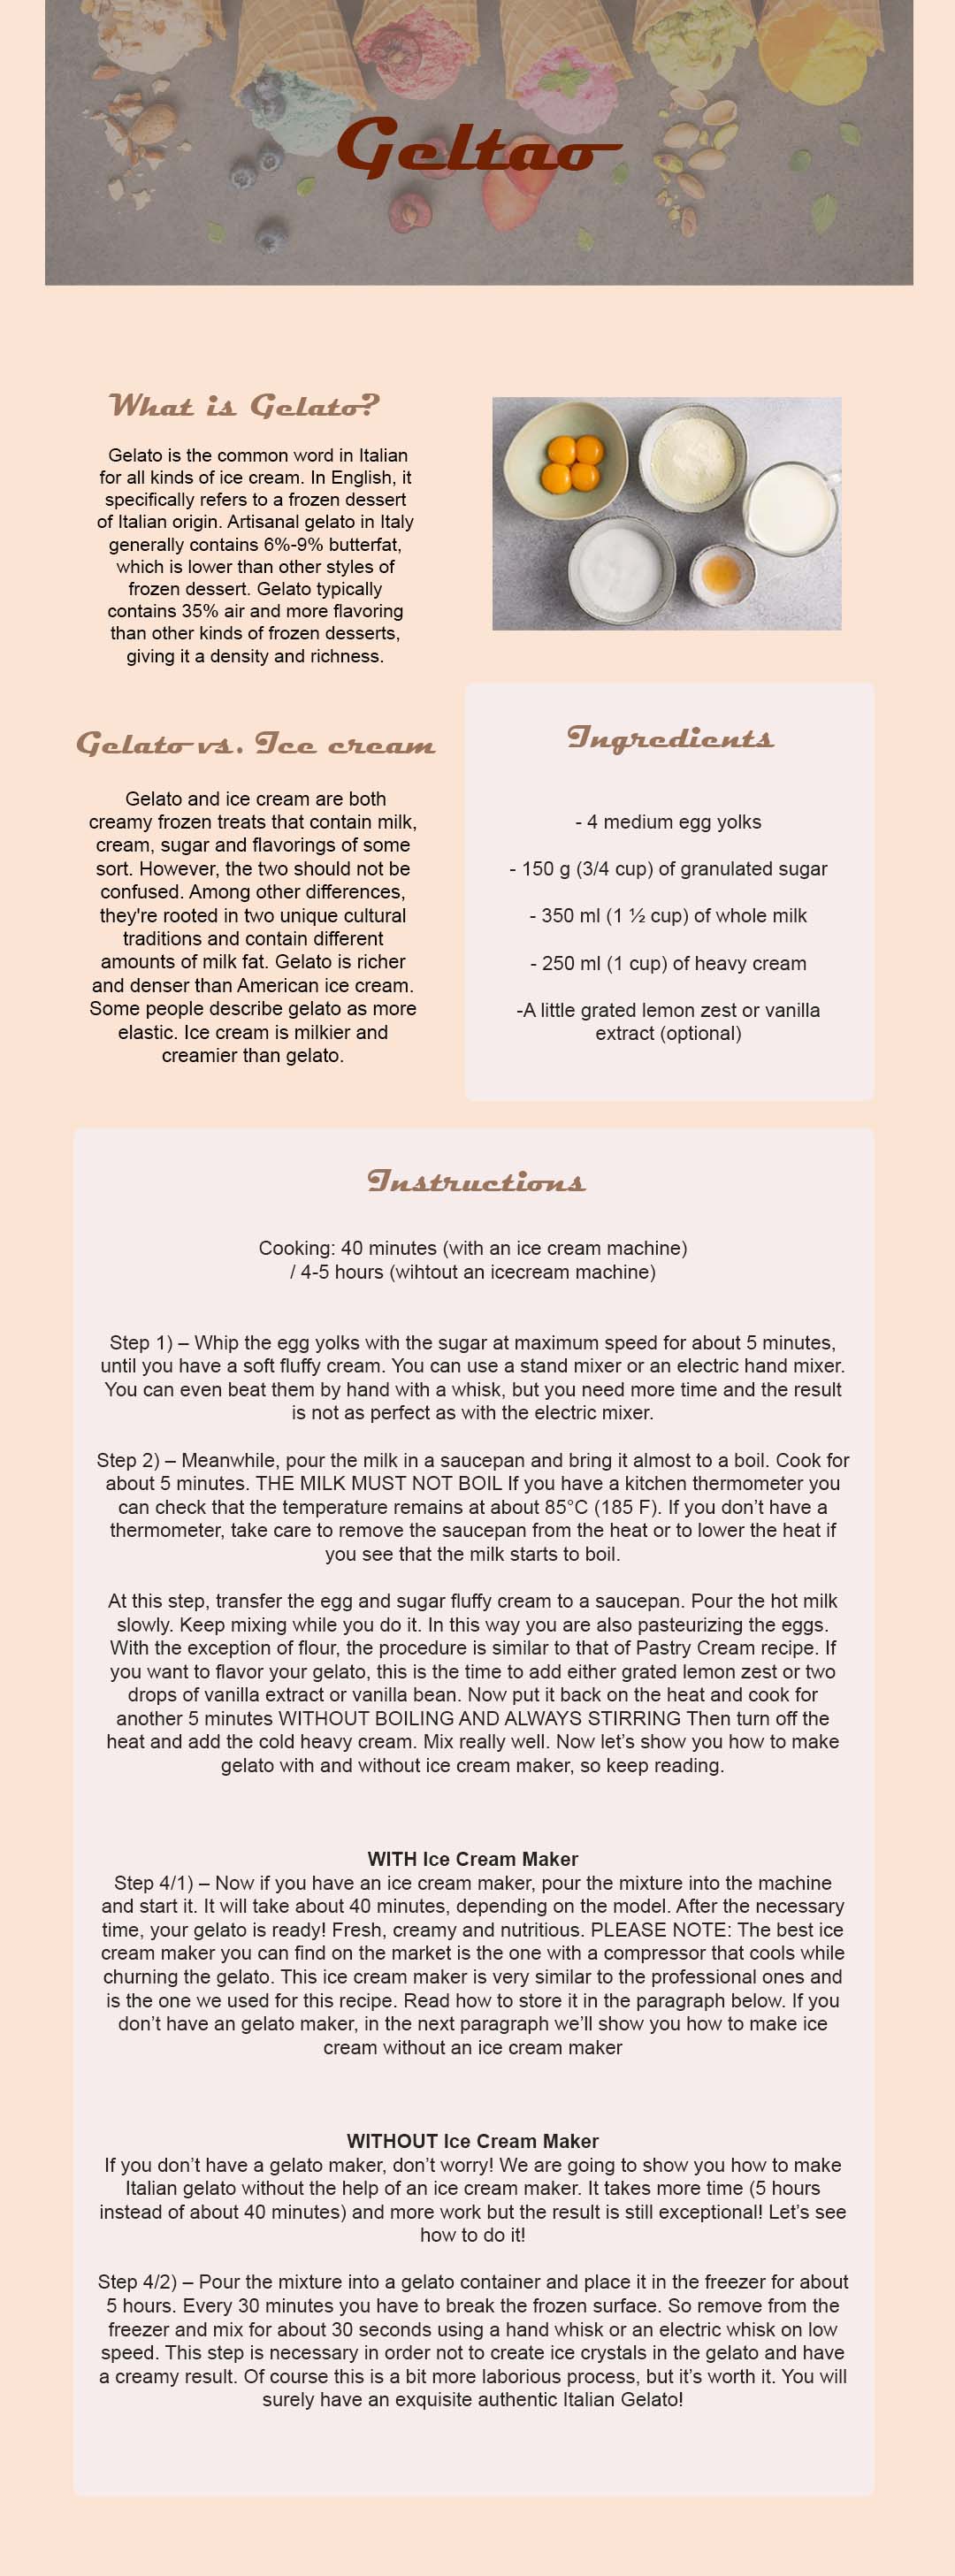 Geltao
What is Gelato?
Gelato is the common word in Italian
for all kinds of ice cream. In English, it
specifically refers to a frozen dessert
of Italian origin. Artisanal gelato in Italy
generally contains 6%-9% butterfat,
which is lower than other styles of
frozen dessert. Gelato typically
contains 35% air and more flavoring
than other kinds of frozen desserts,
giving it a density and richness.
Gelato vs. Ice cream
Gelato and ice cream are both
creamy frozen treats that contain milk,
cream, sugar and flavorings of some
sort. However, the two should not be
confused. Among other differences,
they're rooted in two unique cultural
traditions and contain different
amounts of milk fat. Gelato is richer
and denser than American ice cream.
Some people describe gelato as more
elastic. Ice cream is milkier and
creamier than gelato.
Ingredients
- 4 medium egg yolks
- 150 g (3/4 cup) of granulated sugar
- 350 ml (1 ½ cup) of whole milk
- 250 ml (1 cup) of heavy cream
-A little grated lemon zest or vanilla
extract (optional)
Instructions
Cooking: 40 minutes (with an ice cream machine)
/ 4-5 hours (wihtout an icecream machine)
Step 1) – Whip the egg yolks with the sugar at maximum speed for about 5 minutes,
until you have a soft fluffy cream. You can use a stand mixer or an electric hand mixer.
You can even beat them by hand with a whisk, but you need more time and the result
is not as perfect as with the electric mixer.
Step 2) – Meanwhile, pour the milk in a saucepan and bring it almost to a boil. Cook for
about 5 minutes. THE MILK MUST NOT BOIL If you have a kitchen thermometer you
can check that the temperature remains at about 85°C (185 F). If you don’t have a
thermometer, take care to remove the saucepan from the heat or to lower the heat if
you see that the milk starts to boil.
At this step, transfer the egg and sugar fluffy cream to a saucepan. Pour the hot milk
slowly. Keep mixing while you do it. In this way you are also pasteurizing the eggs.
With the exception of flour, the procedure is similar to that of Pastry Cream recipe. If
you want to flavor your gelato, this is the time to add either grated lemon zest or two
drops of vanilla extract or vanilla bean. Now put it back on the heat and cook for
another 5 minutes WITHOUT BOILING AND ALWAYS STIRRING Then turn off the
heat and add the cold heavy cream. Mix really well. Now let’s show you how to make
gelato with and without ice cream maker, so keep reading.
WITH Ice Cream Maker
Step 4/1) – Now if you have an ice cream maker, pour the mixture into the machine
and start it. It will take about 40 minutes, depending on the model. After the necessary
time, your gelato is ready! Fresh, creamy and nutritious. PLEASE NOTE: The best ice
cream maker you can find on the market is the one with a compressor that cools while
churning the gelato. This ice cream maker is very similar to the professional ones and
is the one we used for this recipe. Read how to store it in the paragraph below. If you
don’t have an gelato maker, in the next paragraph we’ll show you how to make ice
cream without an ice cream maker
WITHOUT Ice Cream Maker
If you don’t have a gelato maker, don’t worry! We are going to show you how to make
Italian gelato without the help of an ice cream maker. It takes more time (5 hours
instead of about 40 minutes) and more work but the result is still exceptional! Let’s see
how to do it!
Step 4/2) – Pour the mixture into a gelato container and place it in the freezer for about
5 hours. Every 30 minutes you have to break the frozen surface. So remove from the
freezer and mix for about 30 seconds using a hand whisk or an electric whisk on low
speed. This step is necessary in order not to create ice crystals in the gelato and have
a creamy result. Of course this is a bit more laborious process, but it’s worth it. You will
surely have an exquisite authentic Italian Gelato!